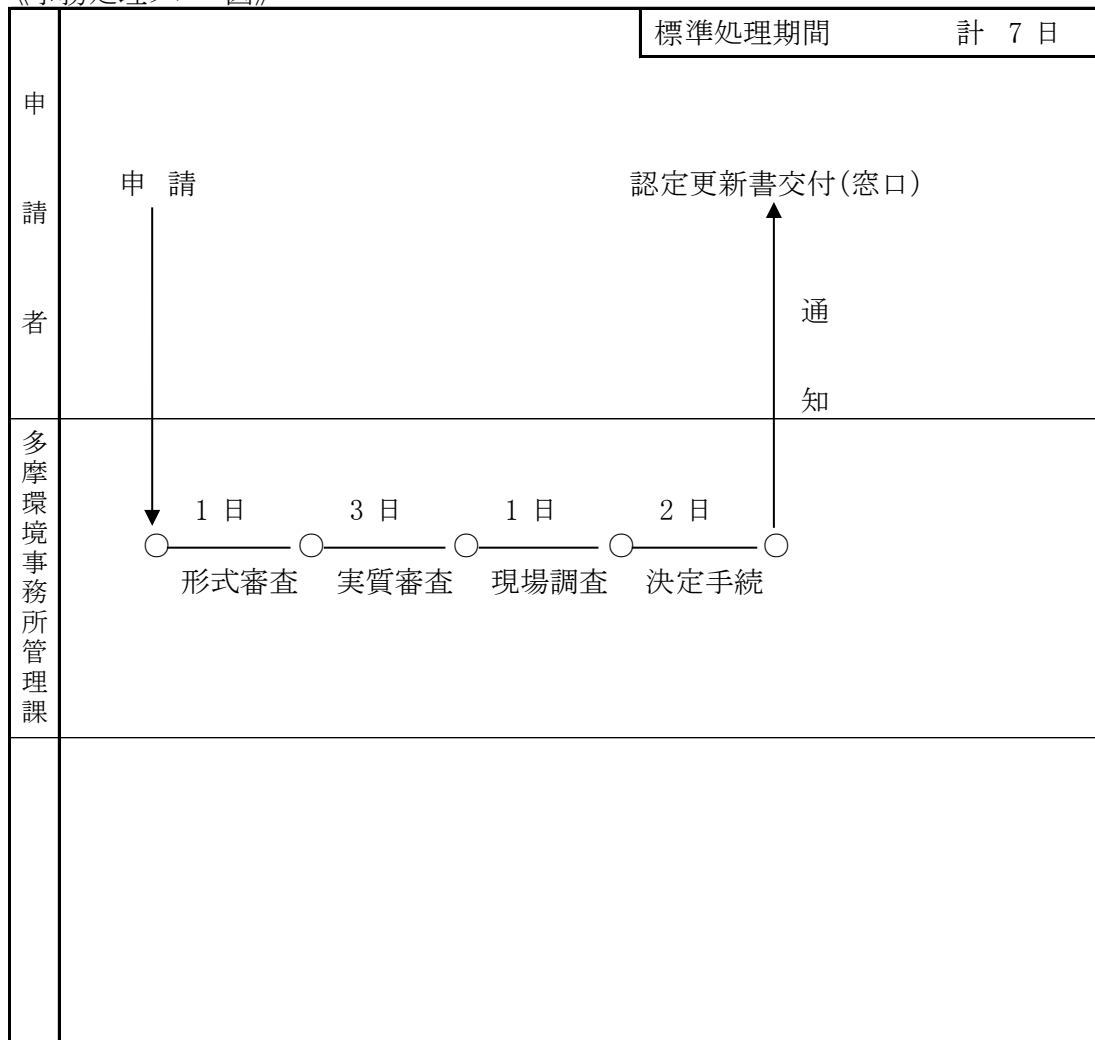 標準処理期間 計 7 日
申請者
申 請
認定更新書交付(窓口)
通知
多摩環境事務所管理課
1 日 3 日 1 日 2 日
形式審査 実質審査 現場調査 決定手続